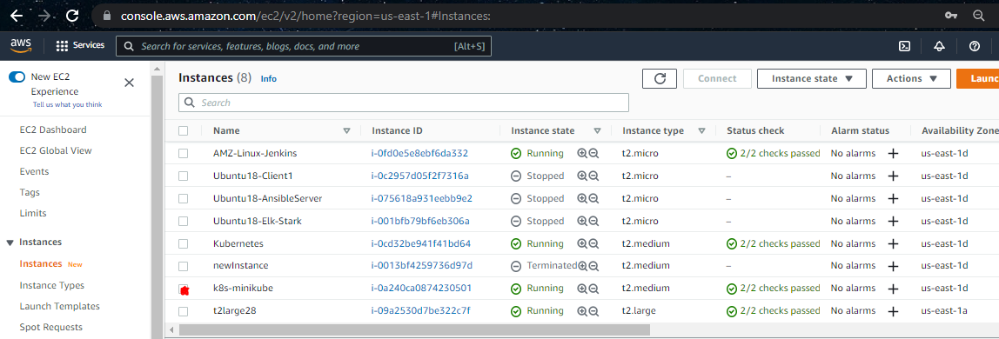 console.aws.amazon.com/ec2/v2/home?region=us-east-1#Instances:
aws Services Search for services, features, blogs, docs, and more [Alt+S]
New EC2
Experience
Tell us what you think
EC2 Dashboard
EC2 Global View
Events
Tags
Limits
Instances
Instances New
Instance Types
Launch Templates
Spot Requests
Instances (8) Info
Connect Instance state Actions Launc
Search
Name Instance ID Instance state Instance type Status check Alarm status Availability Zone
AMZ-Linux-Jenkins i-0fd0e5e8ebf6da332 Running t2.micro 2/2 checks passed No alarms + us-east-1d
Ubuntu18-Client1 i-0c2957d05f2f7316a Stopped t2.micro – No alarms + us-east-1d
Ubuntu18-AnsibleServer i-075618a931eebb9e2 Stopped t2.micro – No alarms + us-east-1d
Ubuntu18-Elk-Stark i-001bfb79bf6eb306a Stopped t2.micro – No alarms + us-east-1d
Kubernetes i-0cd32be941f41bd64 Running t2.medium 2/2 checks passed No alarms + us-east-1d
newInstance i-0013bf4259736d97d Terminated t2.medium – No alarms + us-east-1d
k8s-minikube i-0a240ca0874230501 Running t2.medium 2/2 checks passed No alarms + us-east-1d
t2large28 i-09a2530d7be322c7f Running t2.large 2/2 checks passed No alarms + us-east-1a